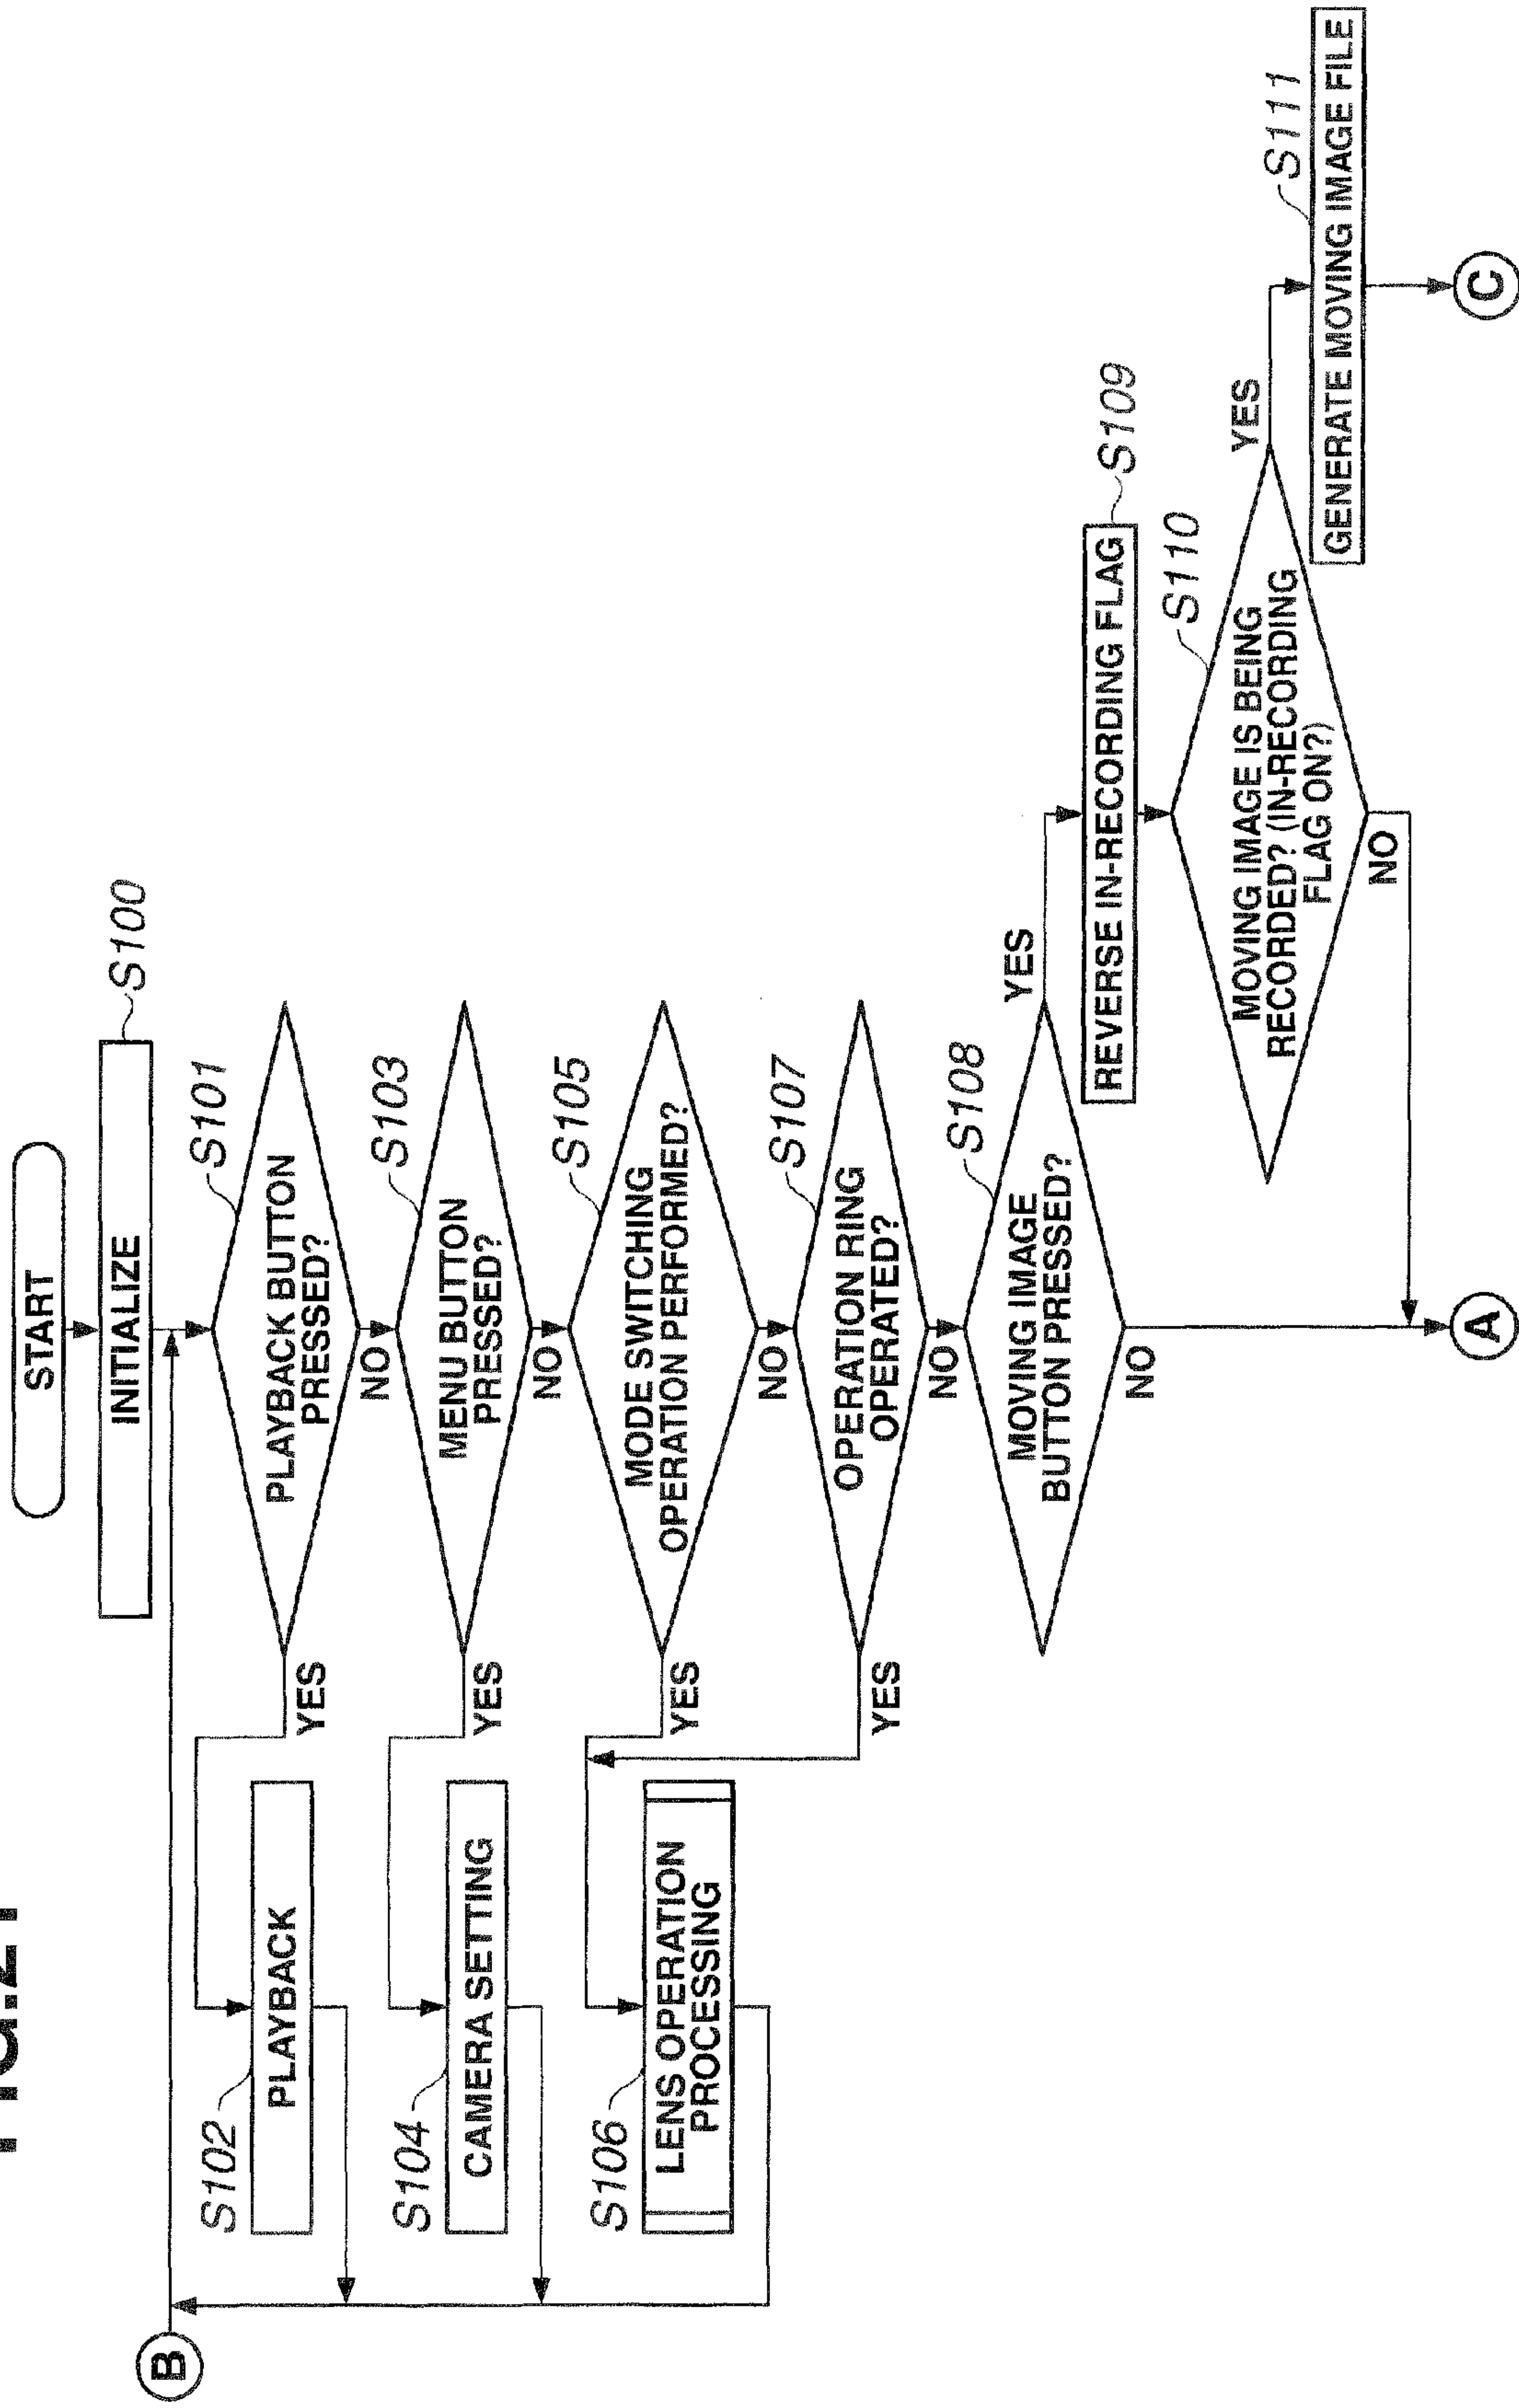 FIG.21
START
INITIALIZE
S100
B
PLAYBACK BUTTON
PRESSED?
S101
YES
NO
S102
PLAYBACK
MENU BUTTON
PRESSED?
S103
YES
NO
S104
CAMERA SETTING
MODE SWITCHING
OPERATION PERFORMED?
S105
YES
NO
S106
LENS OPERATION
PROCESSING
OPERATION RING
OPERATED?
S107
YES
NO
MOVING IMAGE
BUTTON PRESSED?
S108
YES
NO
REVERSE IN-RECORDING FLAG
S109
MOVING IMAGE IS BEING
RECORDED? (IN-RECORDING
FLAG ON?)
S110
YES
NO
GENERATE MOVING IMAGE FILE
S111
A
C